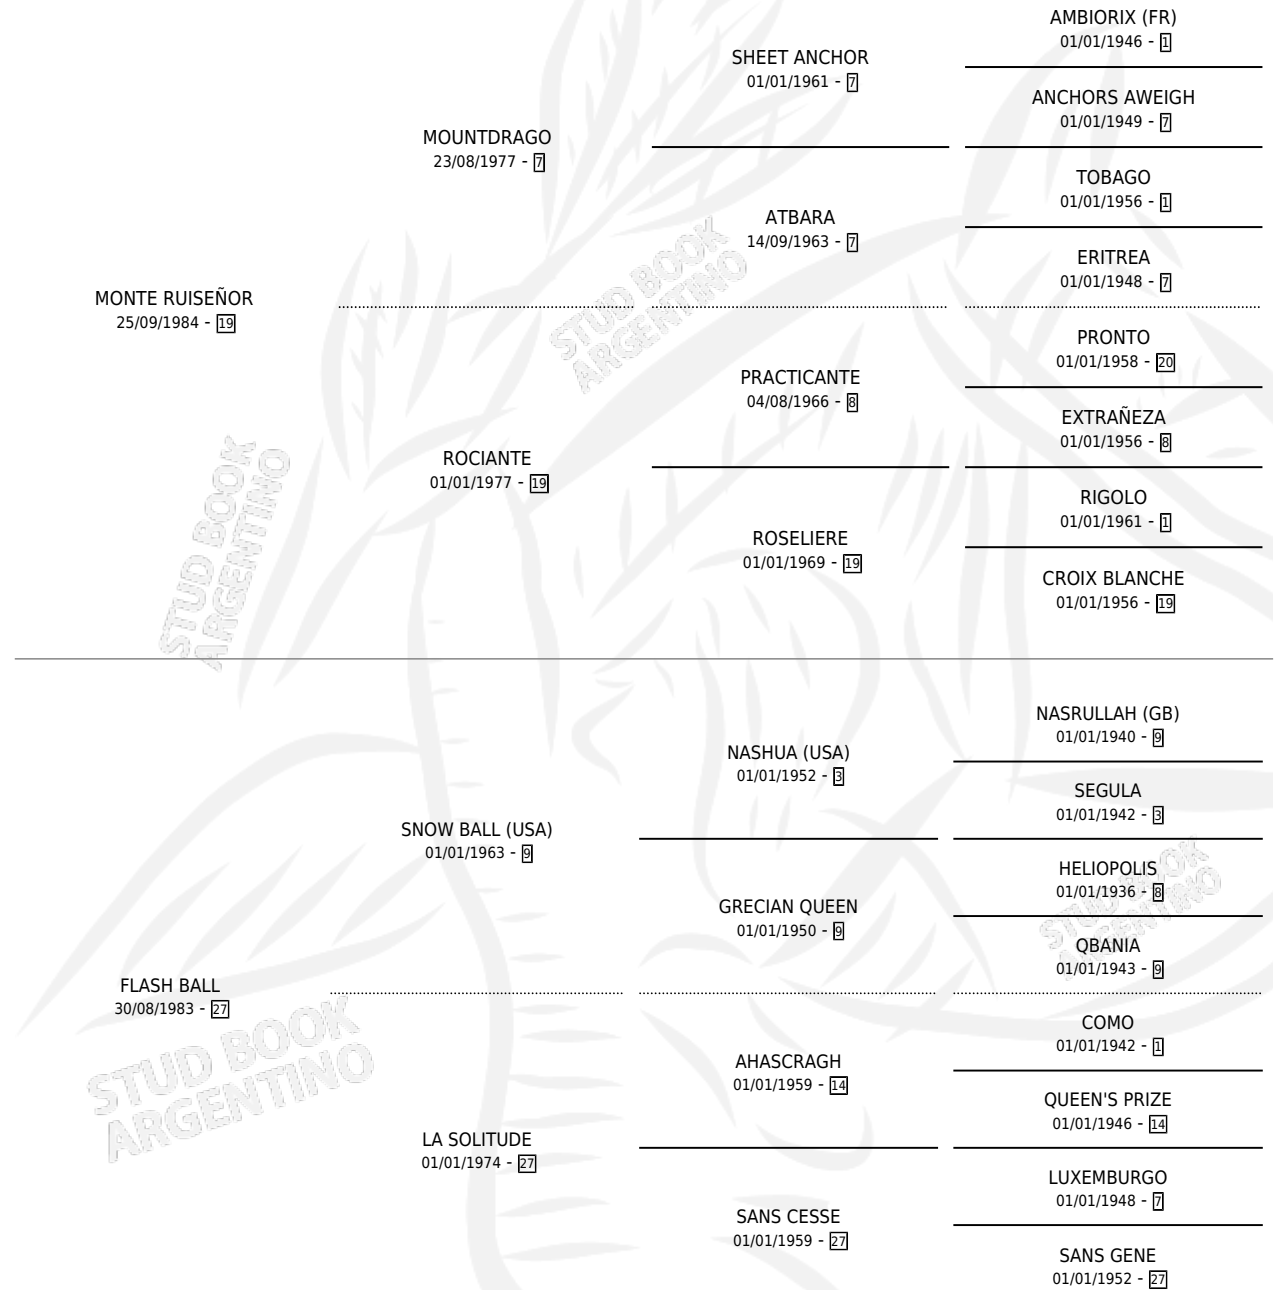 AMBIORIX (FR)
01/01/1946 - 1
SHEET ANCHOR
01/01/1961 - 7
ANCHORS AWEIGH
01/01/1949 - 7
MOUNTDRAGO
23/08/1977 - 7
TOBAGO
01/01/1956 - 1
ATBARA
14/09/1963 - 7
ERITREA
01/01/1948 - 7
MONTE RUISEÑOR
25/09/1984 - 19
PRONTO
01/01/1958 - 20
PRACTICANTE
04/08/1966 - 8
EXTRAÑEZA
01/01/1956 - 8
ROCIANTE
01/01/1977 - 19
RIGOLO
01/01/1961 - 1
ROSELIERE
01/01/1969 - 19
CROIX BLANCHE
01/01/1956 - 19
NASRULLAH (GB)
01/01/1940 - 9
NASHUA (USA)
01/01/1952 - 3
SEGULA
01/01/1942 - 3
SNOW BALL (USA)
01/01/1963 - 9
HELIOPOLIS
01/01/1936 - 8
GRECIAN QUEEN
01/01/1950 - 9
QBANIA
01/01/1943 - 9
FLASH BALL
30/08/1983 - 27
COMO
01/01/1942 - 1
AHASCRAGH
01/01/1959 - 14
QUEEN'S PRIZE
01/01/1946 - 14
LA SOLITUDE
01/01/1974 - 27
LUXEMBURGO
01/01/1948 - 7
SANS CESSE
01/01/1959 - 27
SANS GENE
01/01/1952 - 27
STUD BOOK
ARGENTINO
STUD BOOK
ARGENTINO
STUD BOOK
ARGENTINO
STUD BOOK
ARGENTINO